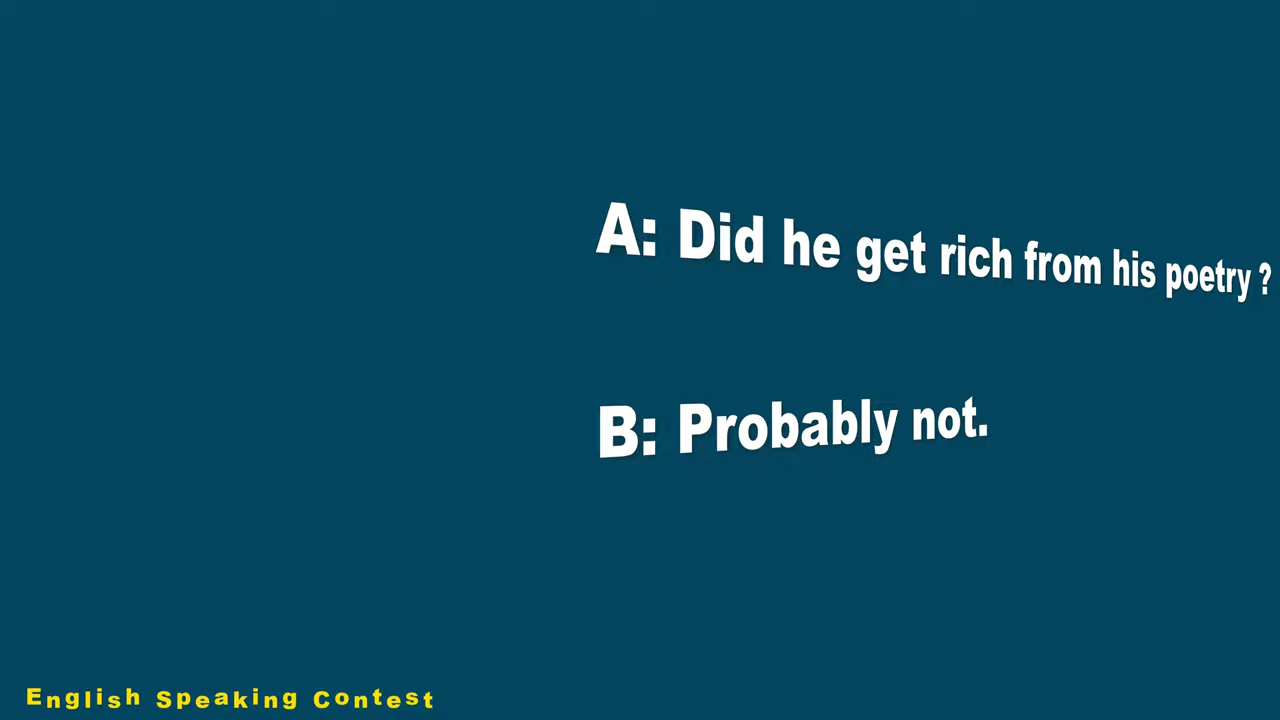 A: Did he get rich from his poetry ?
B: Probably not.
English Speaking Contest